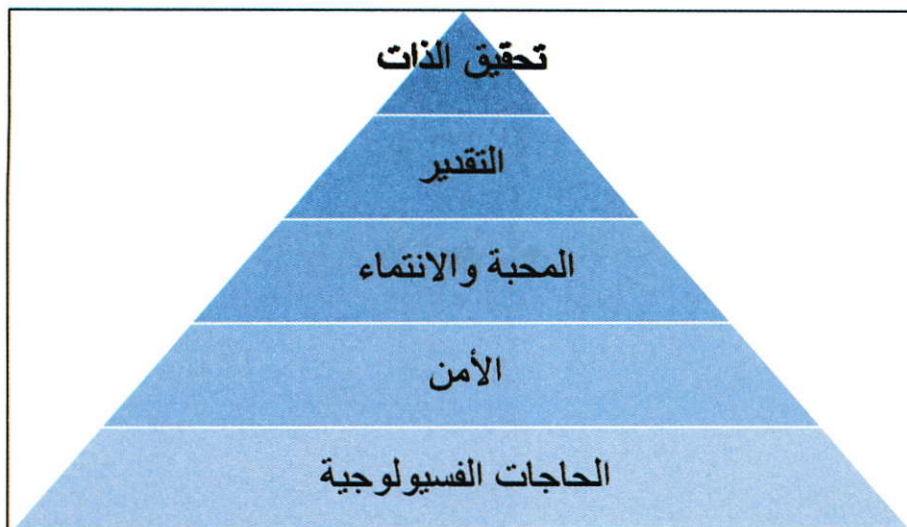 تحقيق الذات
التقدير
المحبة والانتماء
الأمن
الحاجات الفسيولوجية